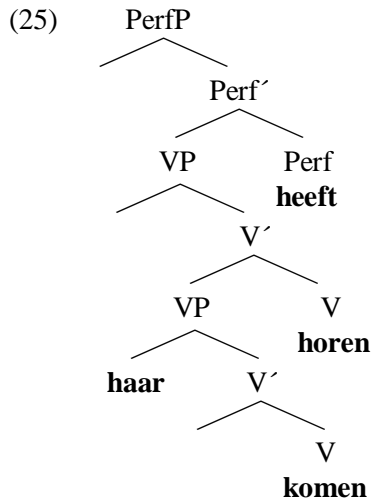 (25) PerfP
Perf´
VP Perf
heeft
V´
VP V
horen
haar V´
V
komen